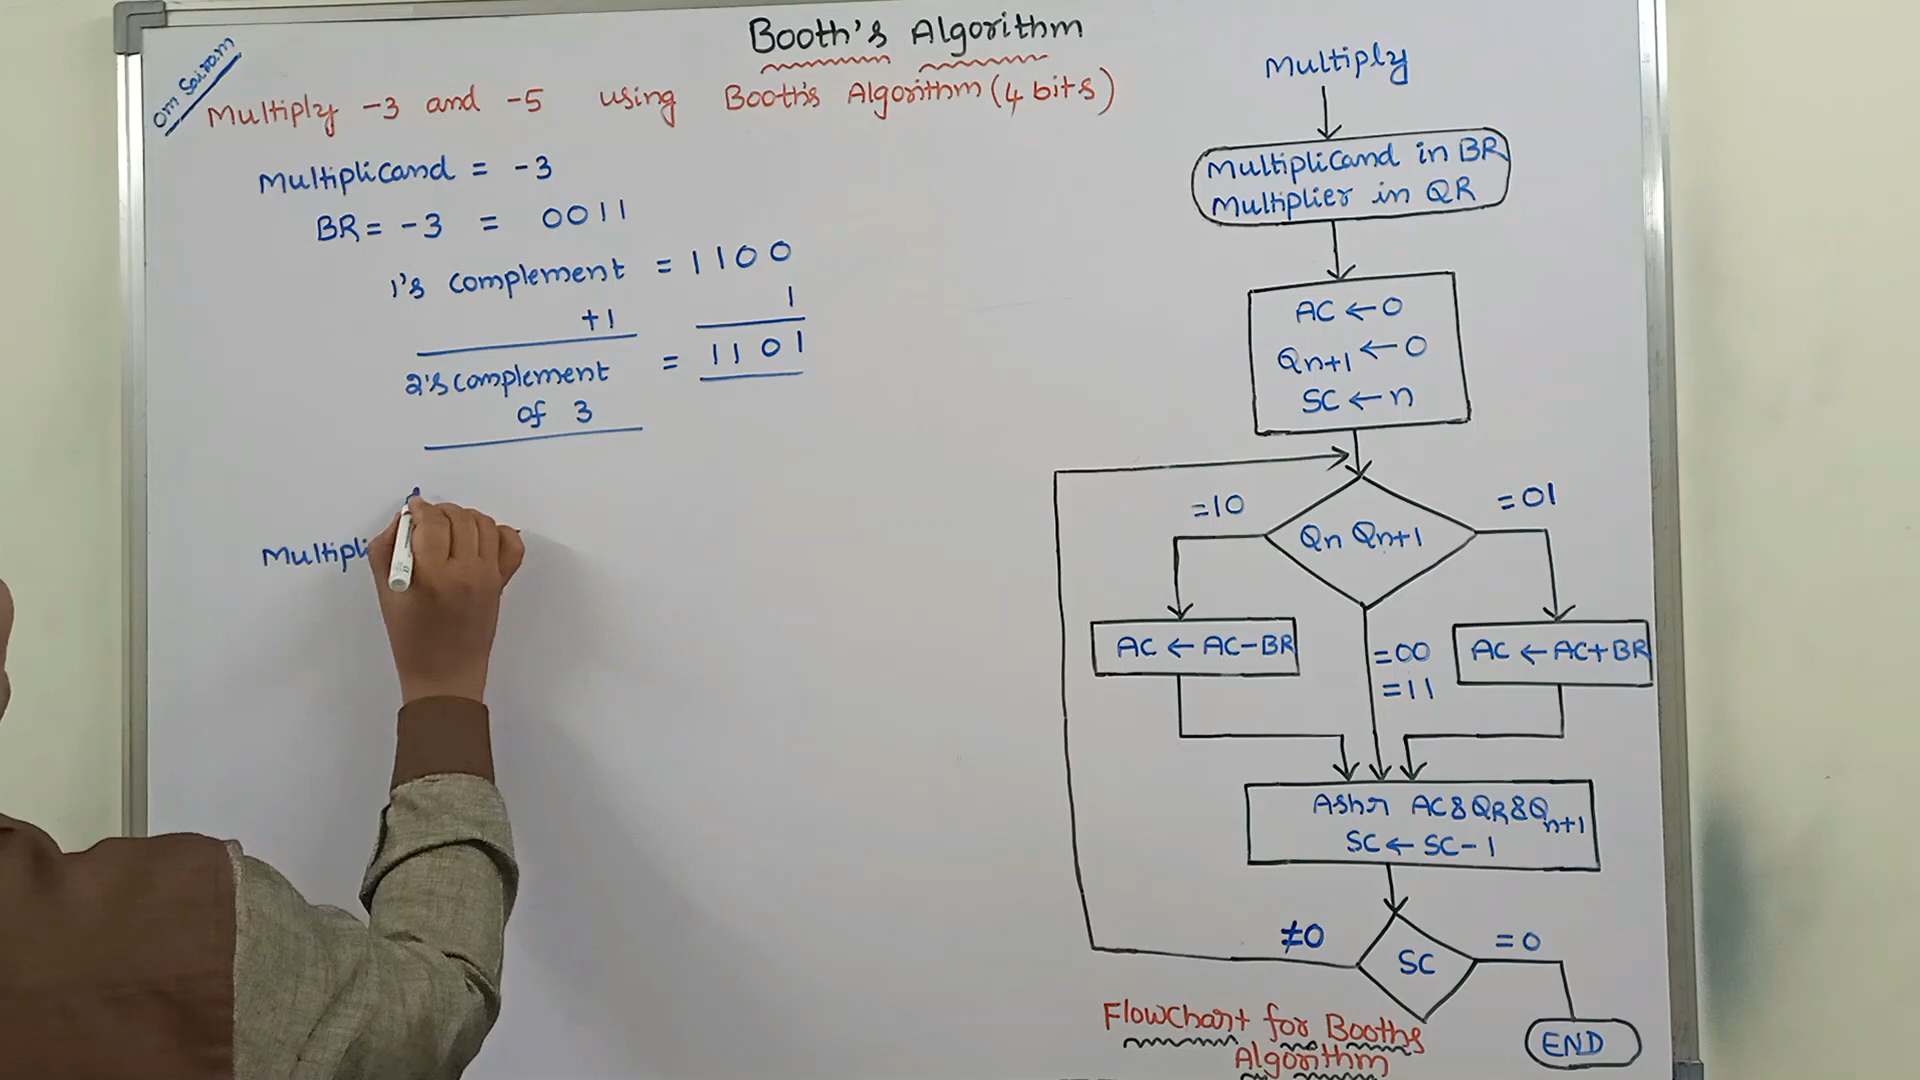 Booth's Algorithm
Om Sairam
Multiply -3 and -5 using Booth's Algorithm (4 bits)
Multiplicand = -3
BR = -3 = 0011
1's complement = 1100
+1 1
2's complement = 1101
of 3
Multipli
Multiply
Multiplicand in BR
Multiplier in QR
AC ← 0
Qn+1 ← 0
SC ← n
=10
Qn Qn+1
=01
AC ← AC-BR
=00
=11
AC ← AC+BR
Ashr AC&QR&Qn+1
SC ← SC-1
≠0
SC
=0
END
Flowchart for Booths
Algorithm